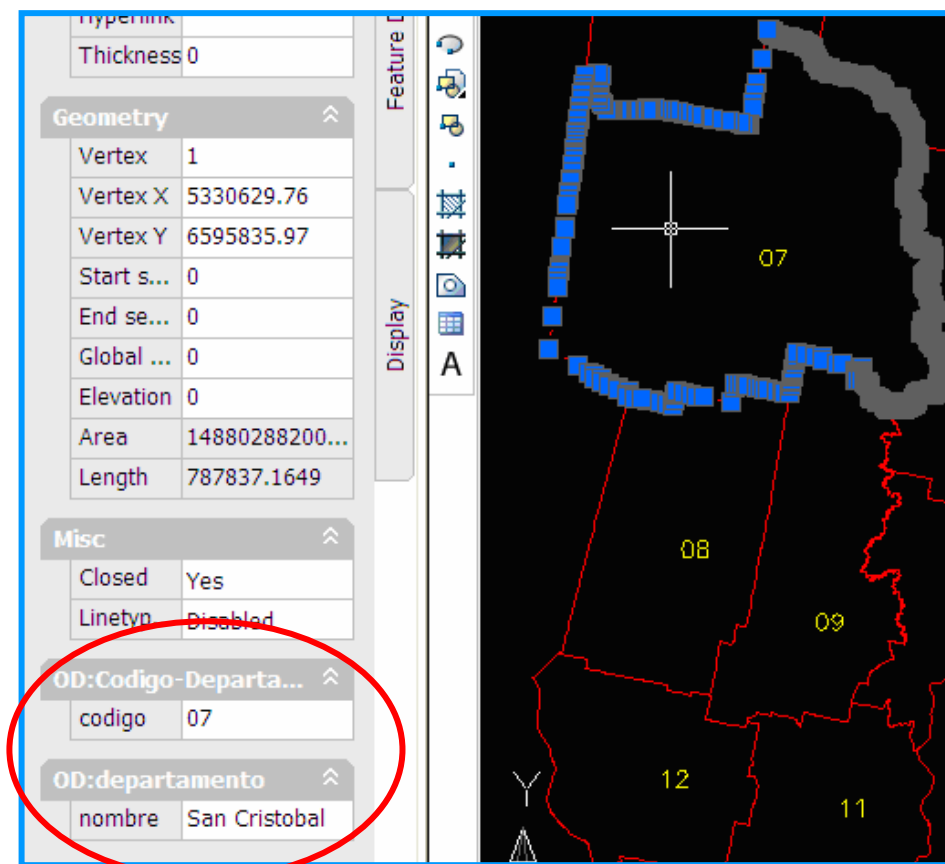 Hyperlink
Thickness 0
Geometry
Vertex 1
Vertex X 5330629.76
Vertex Y 6595835.97
Start s... 0
End se... 0
Global ... 0
Elevation 0
Area 14880288200...
Length 787837.1649
Misc
Closed Yes
Linetyp. Disabled
OD:Codigo-Departa...
codigo 07
OD:departamento
nombre San Cristobal
Display
A
07
08
09
12
11
Y